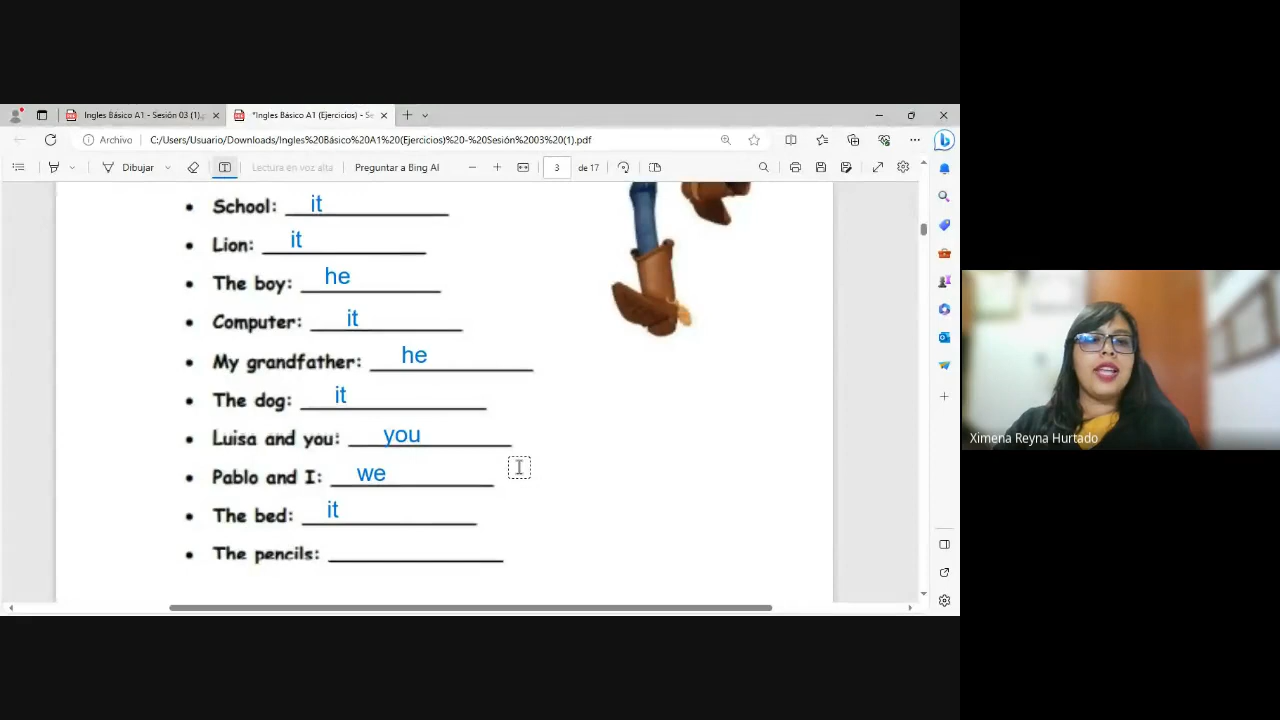 Ingles Básico A1 - Sesión 03 (1).
*Ingles Básico A1 (Ejercicios) - Se
Archivo C:/Users/Usuario/Downloads/Ingles%20Básico%20A1%20(Ejercicios)%20-%20Sesión%2003%20(1).pdf
Dibujar Lectura en voz alta Preguntar a Bing AI 3 de 17
School: it
Lion: it
The boy: he
Computer: it
My grandfather: he
The dog: it
Luisa and you: you
Pablo and I: we
The bed: it
The pencils:
Ximena Reyna Hurtado